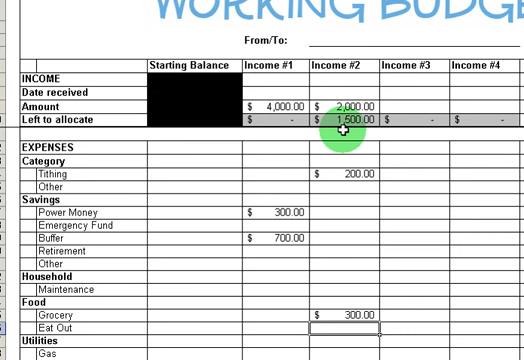 WORKING BUDGE
From/To:
Starting Balance Income #1 Income #2 Income #3 Income #4
INCOME
Date received
Amount $ 4,000.00 $ 2,000.00
Left to allocate $ - $ 1,500.00 $ - $ -
EXPENSES
Category
Tithing $ 200.00
Other
Savings
Power Money $ 300.00
Emergency Fund
Buffer $ 700.00
Retirement
Other
Household
Maintenance
Food
Grocery $ 300.00
Eat Out
Utilities
Gas